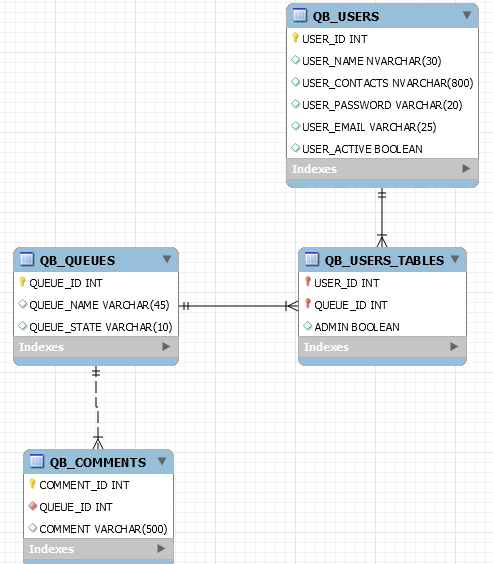 QB_USERS
USER_ID INT
USER_NAME NVARCHAR(30)
USER_CONTACTS NVARCHAR(800)
USER_PASSWORD VARCHAR(20)
USER_EMAIL VARCHAR(25)
USER_ACTIVE BOOLEAN
Indexes
QB_QUEUES
QUEUE_ID INT
QUEUE_NAME VARCHAR(45)
QUEUE_STATE VARCHAR(10)
Indexes
QB_USERS_TABLES
USER_ID INT
QUEUE_ID INT
ADMIN BOOLEAN
Indexes
QB_COMMENTS
COMMENT_ID INT
QUEUE_ID INT
COMMENT VARCHAR(500)
Indexes